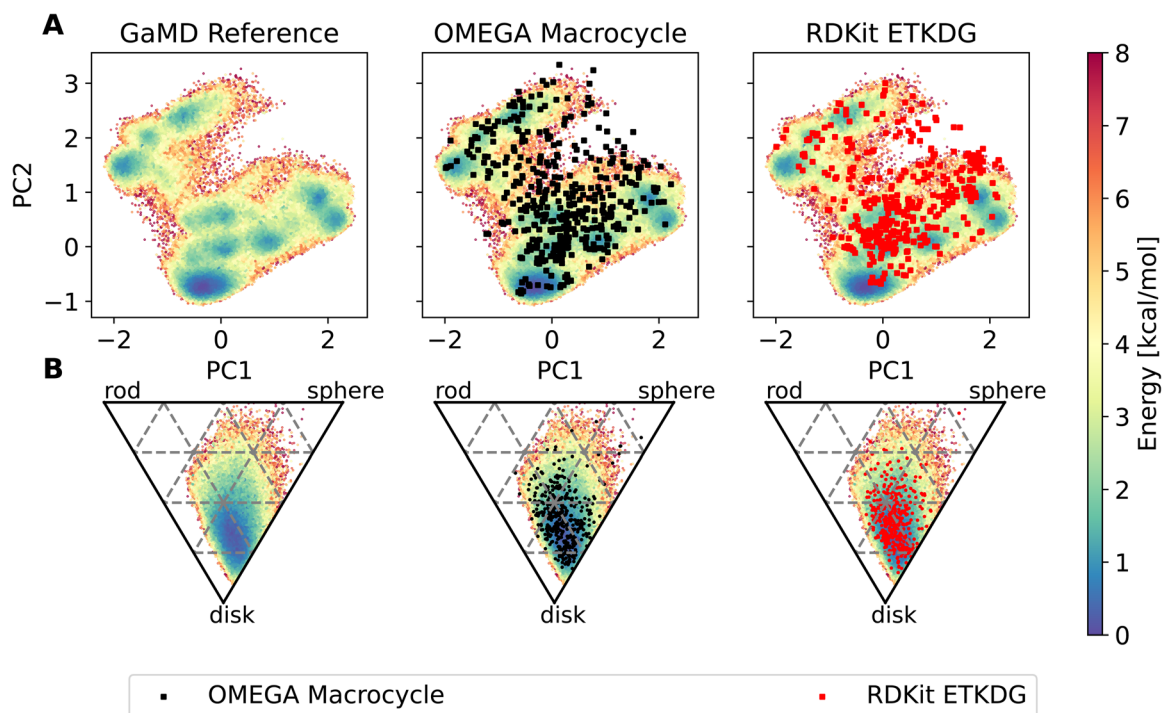 A
GaMD Reference
OMEGA Macrocycle
RDKit ETKDG
PC2
3
2
1
0
−1
−2 0 2
−2 0 2
−2 0 2
PC1
PC1
PC1
8
7
6
5
4
3
2
1
0
Energy [kcal/mol]
B
rod sphere
rod sphere
rod sphere
disk
disk
disk
OMEGA Macrocycle
RDKit ETKDG